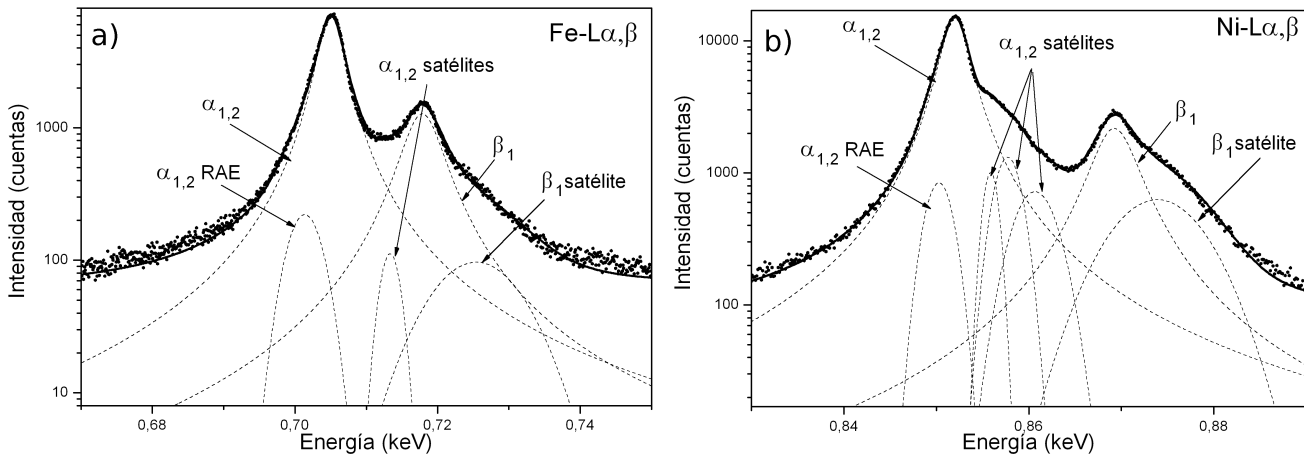 a)
Fe-Lα,β
α1,2 satélites
α1,2
α1,2 RAE
β1
β1satélite
Intensidad (cuentas)
1000
100
10
0,68
0,70
0,72
0,74
Energía (keV)
b)
Ni-Lα,β
α1,2 satélites
α1,2
β1
α1,2 RAE
β1satélite
Intensidad (cuentas)
10000
1000
100
0,84
0,86
0,88
Energía (keV)